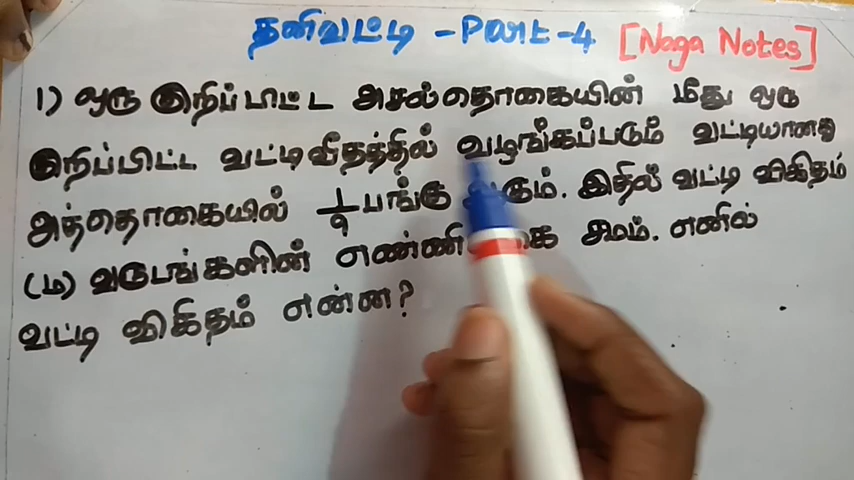 தனிவட்டி - Part - 4 [Naga Notes]
1) ஒரு குறிப்பிட்ட அசல்தொகையின் மீது ஒரு
குறிப்பிட்ட வட்டிவீதத்தில் வழங்கப்படும் வட்டியானது
அத்தொகையில் 1/9 பங்கு ஆகும். இதில் வட்டி விகிதம்
(ம) வருடங்களின் சமம். எனில்
வட்டி விகிதம் என்ன?